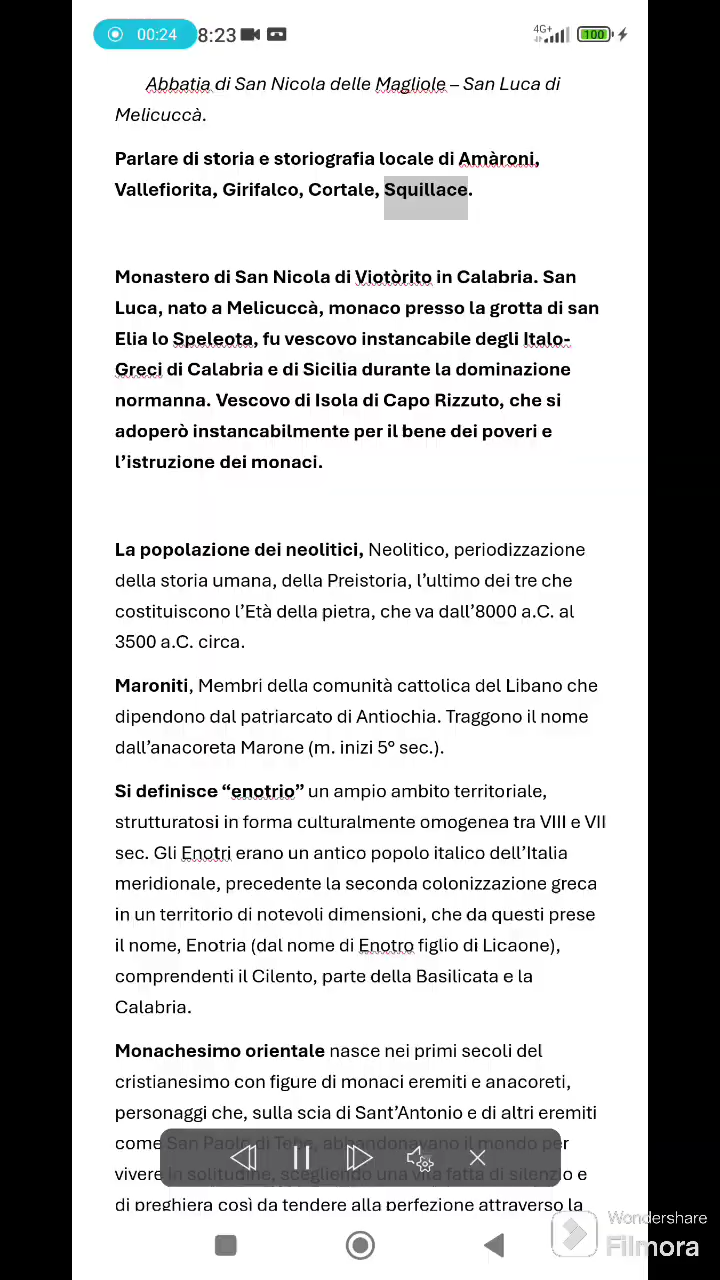 00:24 8:23 4G+ 100
Abbatia di San Nicola delle Magliole – San Luca di
Melicuccà.
Parlare di storia e storiografia locale di Amàroni,
Vallefiorita, Girifalco, Cortale, Squillace.
Monastero di San Nicola di Viotòrito in Calabria. San
Luca, nato a Melicuccà, monaco presso la grotta di san
Elia lo Speleota, fu vescovo instancabile degli Italo-
Greci di Calabria e di Sicilia durante la dominazione
normanna. Vescovo di Isola di Capo Rizzuto, che si
adoperò instancabilmente per il bene dei poveri e
l’istruzione dei monaci.
La popolazione dei neolitici, Neolitico, periodizzazione
della storia umana, della Preistoria, l’ultimo dei tre che
costituiscono l’Età della pietra, che va dall’8000 a.C. al
3500 a.C. circa.
Maroniti, Membri della comunità cattolica del Libano che
dipendono dal patriarcato di Antiochia. Traggono il nome
dall’anacoreta Marone (m. inizi 5° sec.).
Si definisce “enotrio” un ampio ambito territoriale,
strutturatosi in forma culturalmente omogenea tra VIII e VII
sec. Gli Enotri erano un antico popolo italico dell’Italia
meridionale, precedente la seconda colonizzazione greca
in un territorio di notevoli dimensioni, che da questi prese
il nome, Enotria (dal nome di Enotro figlio di Licaone),
comprendenti il Cilento, parte della Basilicata e la
Calabria.
Monachesimo orientale nasce nei primi secoli del
cristianesimo con figure di monaci eremiti e anacoreti,
personaggi che, sulla scia di Sant’Antonio e di altri eremiti
come San Paolo di Tebe, abbandonavano il mondo per
vivere in solitudine, scegliendo una vita fatta di silenzio e
di preghiera così da tendere alla perfezione attraverso la
Wondershare
Filmora